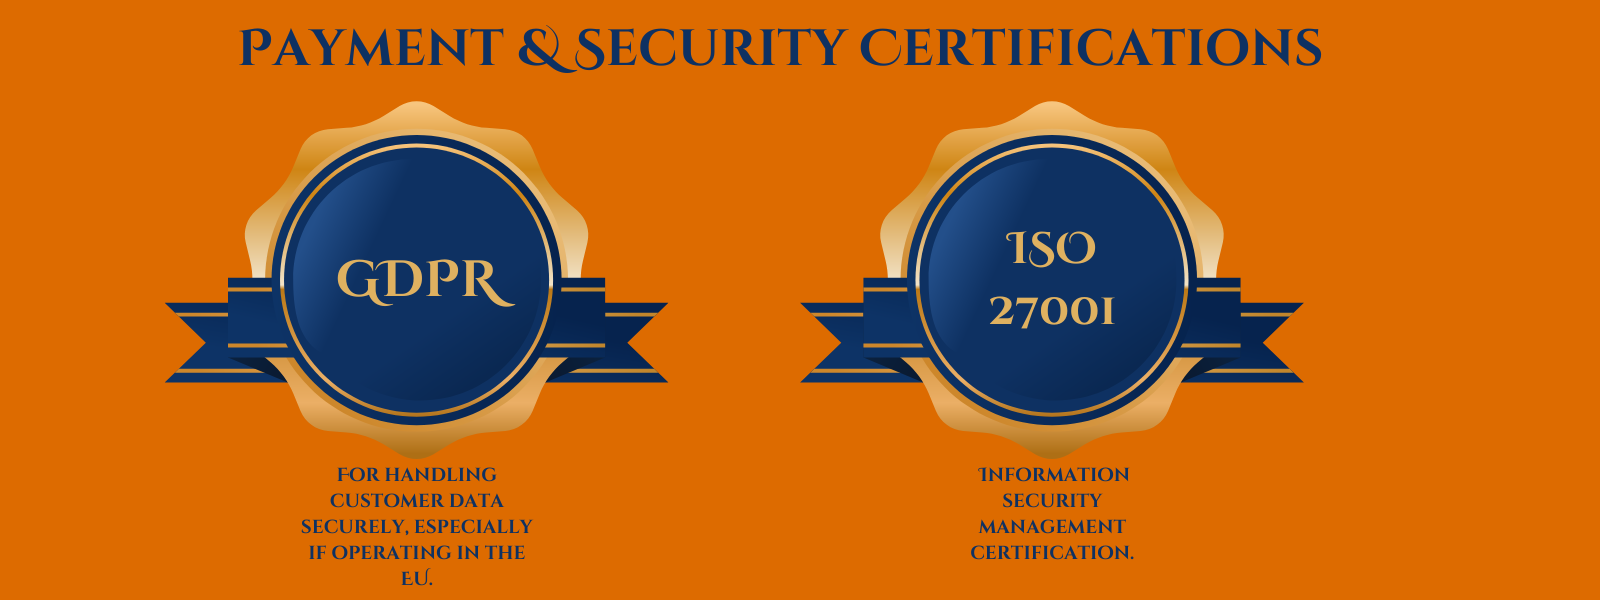 Payment & Security Certifications
GDPR
For handling
customer data
securely, especially
if operating in the
EU.
ISO
27001
Information
security
management
certification.